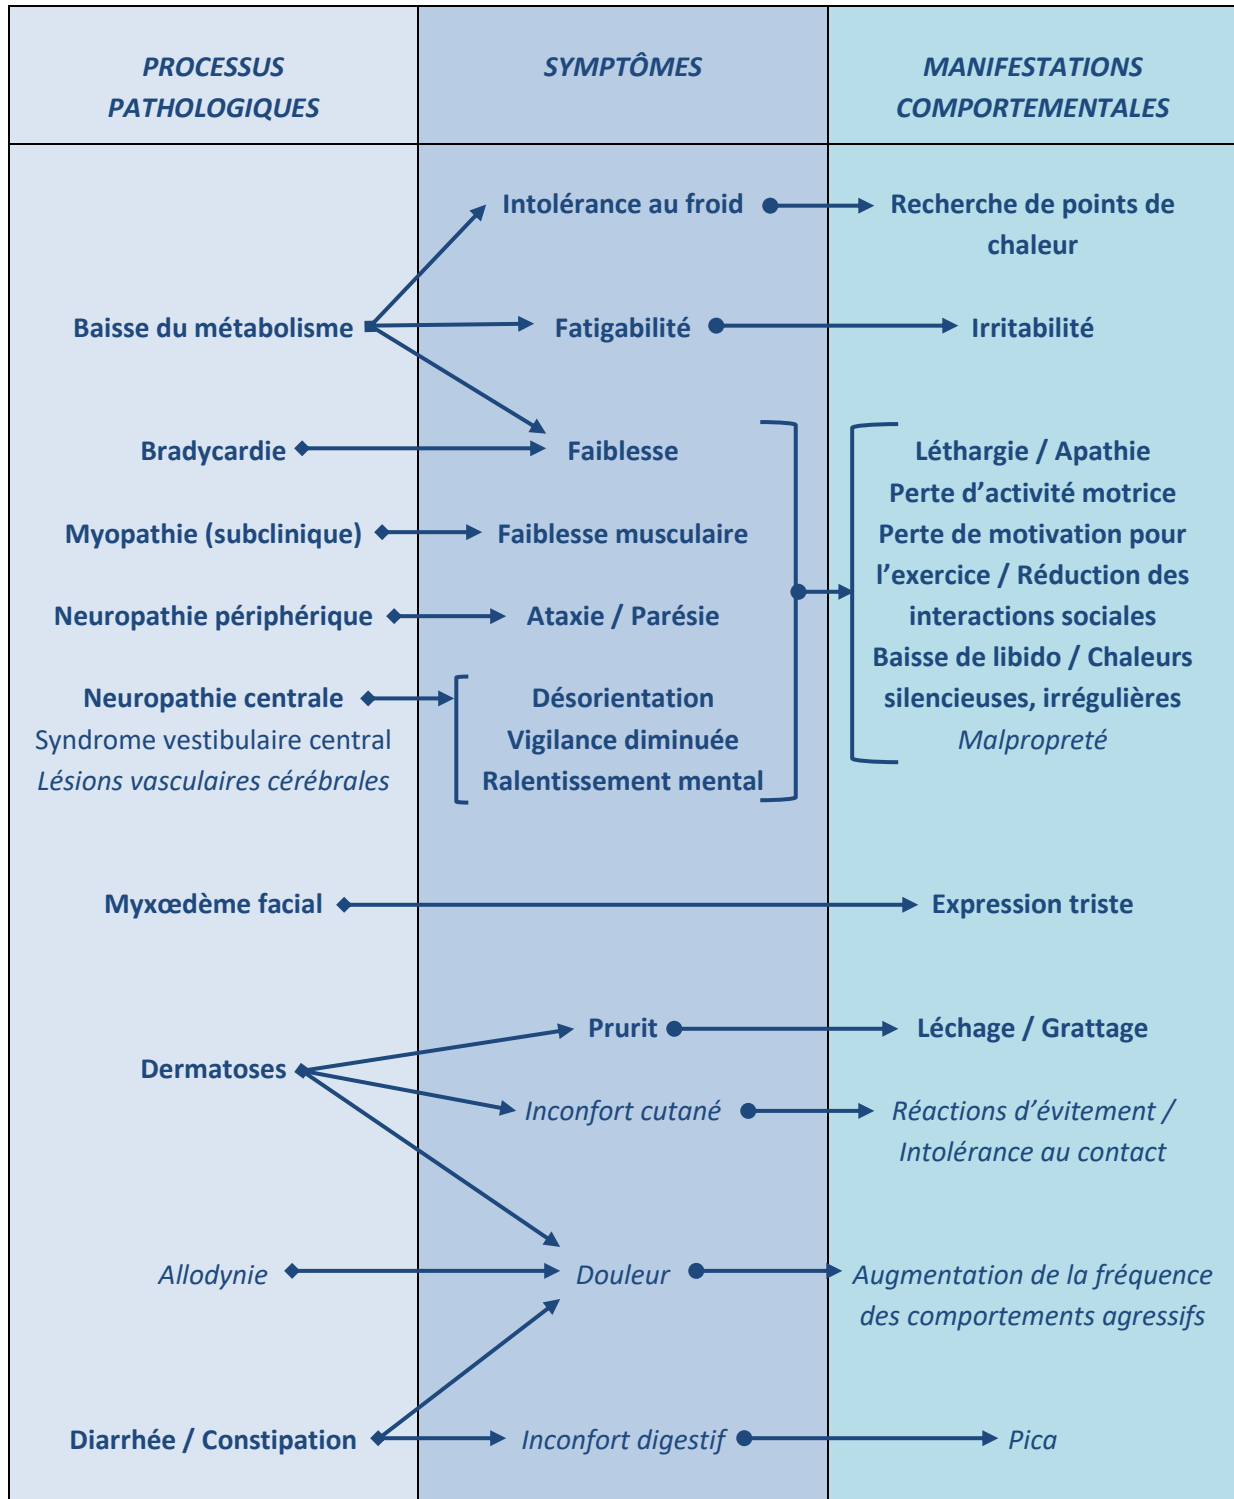 PROCESSUS
PATHOLOGIQUES
SYMPTÔMES
MANIFESTATIONS
COMPORTEMENTALES
Intolérance au froid
Recherche de points de
chaleur
Baisse du métabolisme
Fatigabilité
Irritabilité
Bradycardie
Faiblesse
Léthargie / Apathie
Perte d’activité motrice
Myopathie (subclinique)
Faiblesse musculaire
Perte de motivation pour
l’exercice / Réduction des
interactions sociales
Neuropathie périphérique
Ataxie / Parésie
Baisse de libido / Chaleurs
silencieuses, irrégulières
Malpropreté
Neuropathie centrale
Syndrome vestibulaire central
Lésions vasculaires cérébrales
Désorientation
Vigilance diminuée
Ralentissement mental
Myxœdème facial
Expression triste
Prurit
Léchage / Grattage
Dermatoses
Inconfort cutané
Réactions d’évitement /
Intolérance au contact
Allodynie
Douleur
Augmentation de la fréquence
des comportements agressifs
Diarrhée / Constipation
Inconfort digestif
Pica